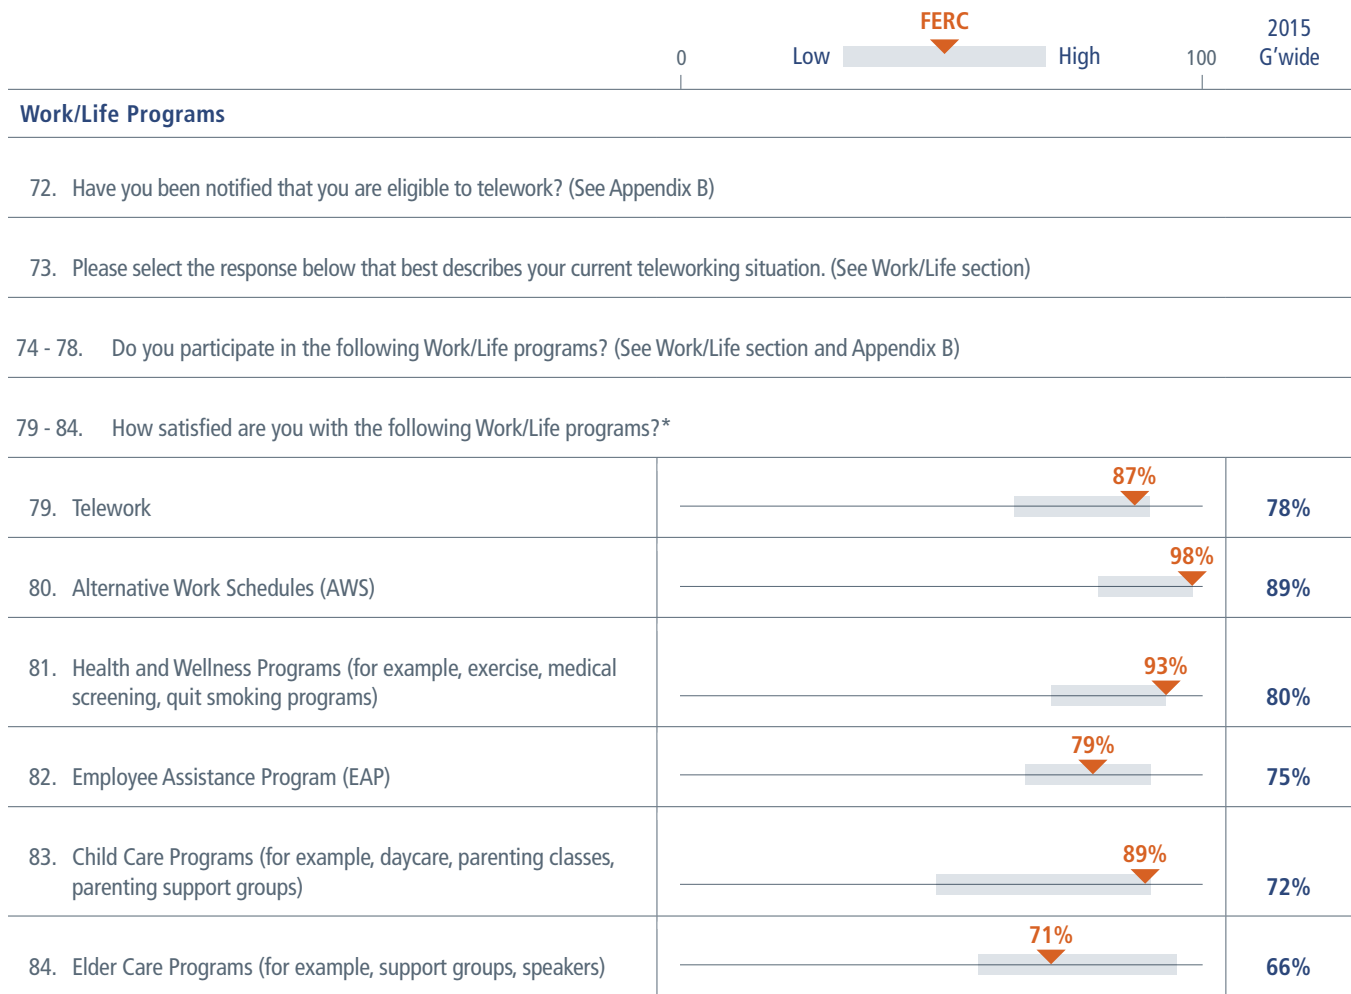 FERC
2015
0 Low High 100 G’wide
Work/Life Programs
72. Have you been notified that you are eligible to telework? (See Appendix B)
73. Please select the response below that best describes your current teleworking situation. (See Work/Life section)
74 - 78. Do you participate in the following Work/Life programs? (See Work/Life section and Appendix B)
79 - 84. How satisfied are you with the following Work/Life programs?*
87%
79. Telework 78%
98%
80. Alternative Work Schedules (AWS) 89%
81. Health and Wellness Programs (for example, exercise, medical 93%
screening, quit smoking programs) 80%
79%
82. Employee Assistance Program (EAP) 75%
83. Child Care Programs (for example, daycare, parenting classes, 89%
parenting support groups) 72%
71%
84. Elder Care Programs (for example, support groups, speakers) 66%